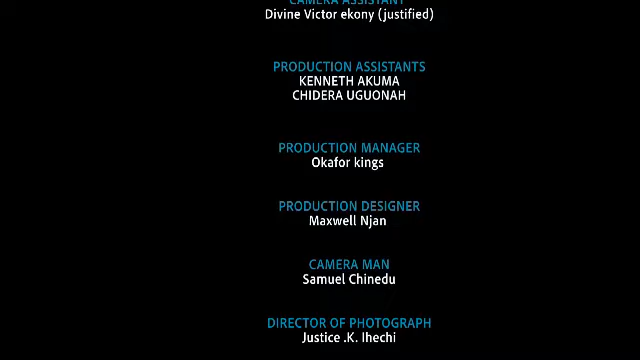 CAMERA ASSISTANT
Divine Victor ekony (justified)
PRODUCTION ASSISTANTS
KENNETH AKUMA
CHIDERA UGUONAH
PRODUCTION MANAGER
Okafor kings
PRODUCTION DESIGNER
Maxwell Njan
CAMERA MAN
Samuel Chinedu
DIRECTOR OF PHOTOGRAPH
Justice .K. Ihechi